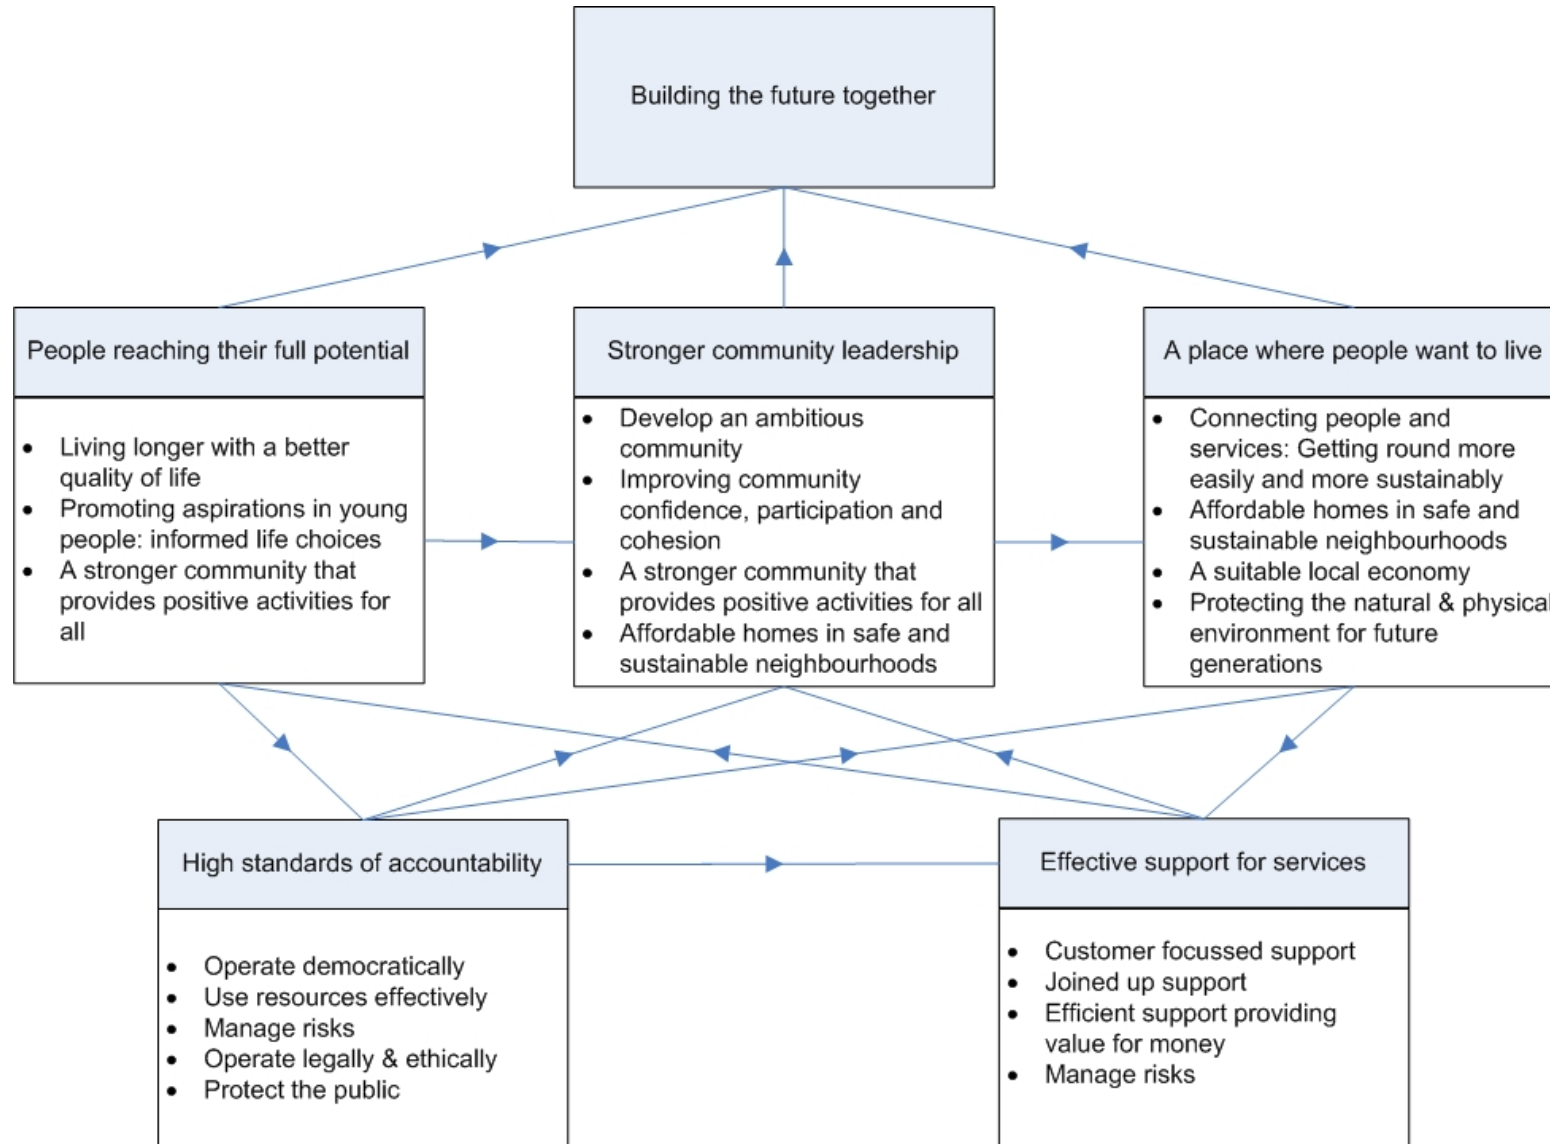 Building the future together
People reaching their full potential
• Living longer with a better
quality of life
• Promoting aspirations in young
people: informed life choices
• A stronger community that
provides positive activities for
all
Stronger community leadership
• Develop an ambitious
community
• Improving community
confidence, participation and
cohesion
• A stronger community that
provides positive activities for all
• Affordable homes in safe and
sustainable neighbourhoods
A place where people want to live
• Connecting people and
services: Getting round more
easily and more sustainably
• Affordable homes in safe and
sustainable neighbourhoods
• A suitable local economy
• Protecting the natural & physical
environment for future
generations
High standards of accountability
• Operate democratically
• Use resources effectively
• Manage risks
• Operate legally & ethically
• Protect the public
Effective support for services
• Customer focussed support
• Joined up support
• Efficient support providing
value for money
• Manage risks